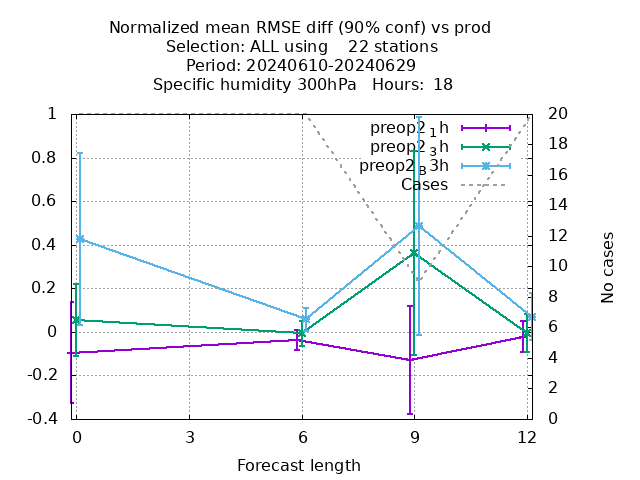 Normalized mean RMSE diff (90% conf) vs prod
Selection: ALL using    22 stations
Period: 20240610-20240629
Specific humidity 300hPa   Hours:  18
1
0.8
0.6
0.4
0.2
0
-0.2
-0.4
20
18
16
14
12
10
8
6
4
2
0
No cases
preop2₁h
preop2₃h
preop2_B3h
Cases
0
3
6
9
12
Forecast length